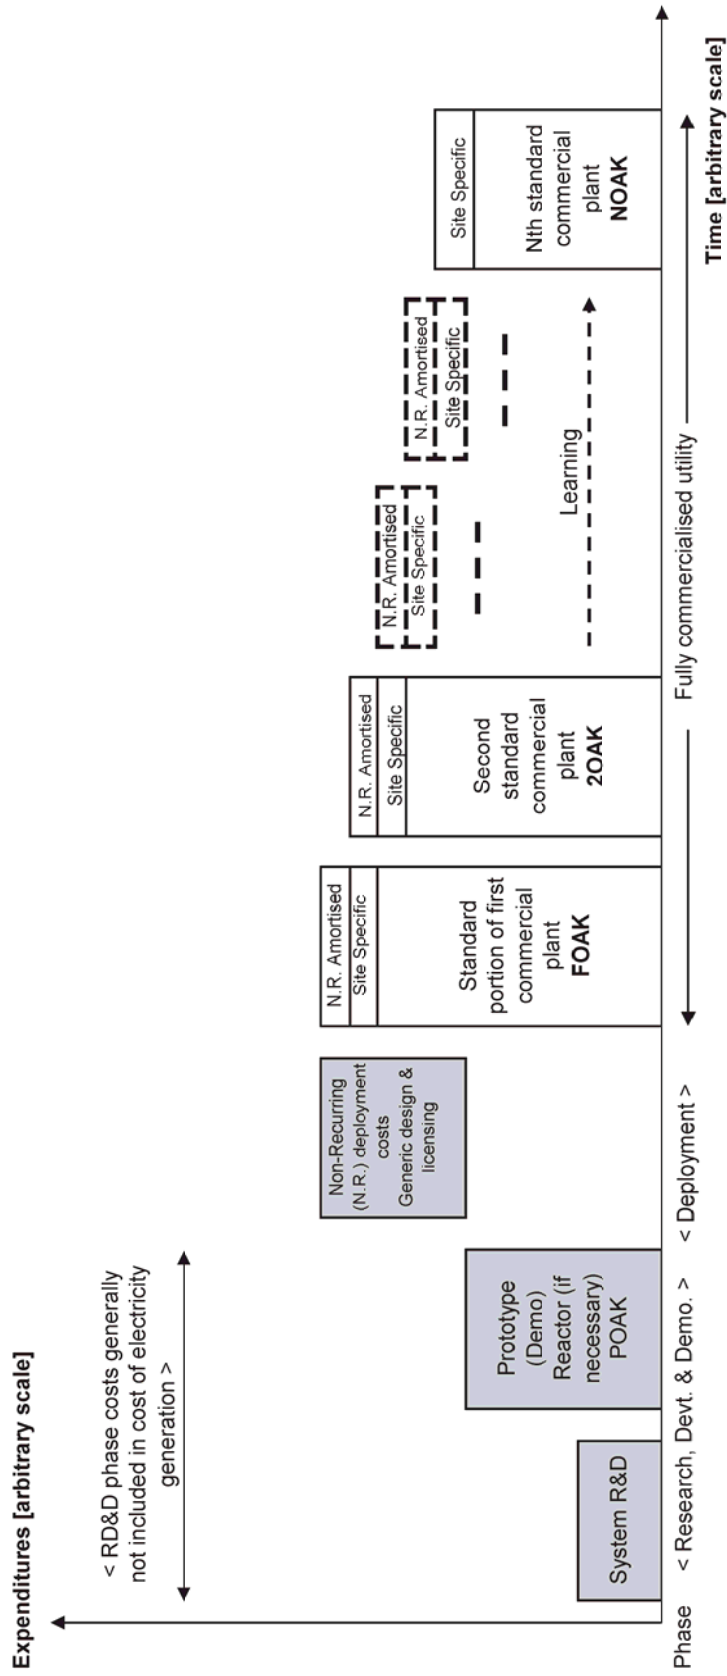 Expenditures [arbitrary scale]
< RD&D phase costs generally
not included in cost of electricity
generation >
System R&D
Prototype
(Demo)
Reactor (if
necessary)
POAK
Non-Recurring
(N.R.) deployment
costs
Generic design &
licensing
N.R. Amortised
Site Specific
Standard
portion of first
commercial
plant
FOAK
N.R. Amortised
Site Specific
Second
standard
commercial
plant
2OAK
N.R. Amortised
Site Specific
N.R. Amortised
Site Specific
Learning
Site Specific
Nth standard
commercial
plant
NOAK
Phase
< Research, Devt. & Demo. >
< Deployment >
Fully commercialised utility
Time [arbitrary scale]